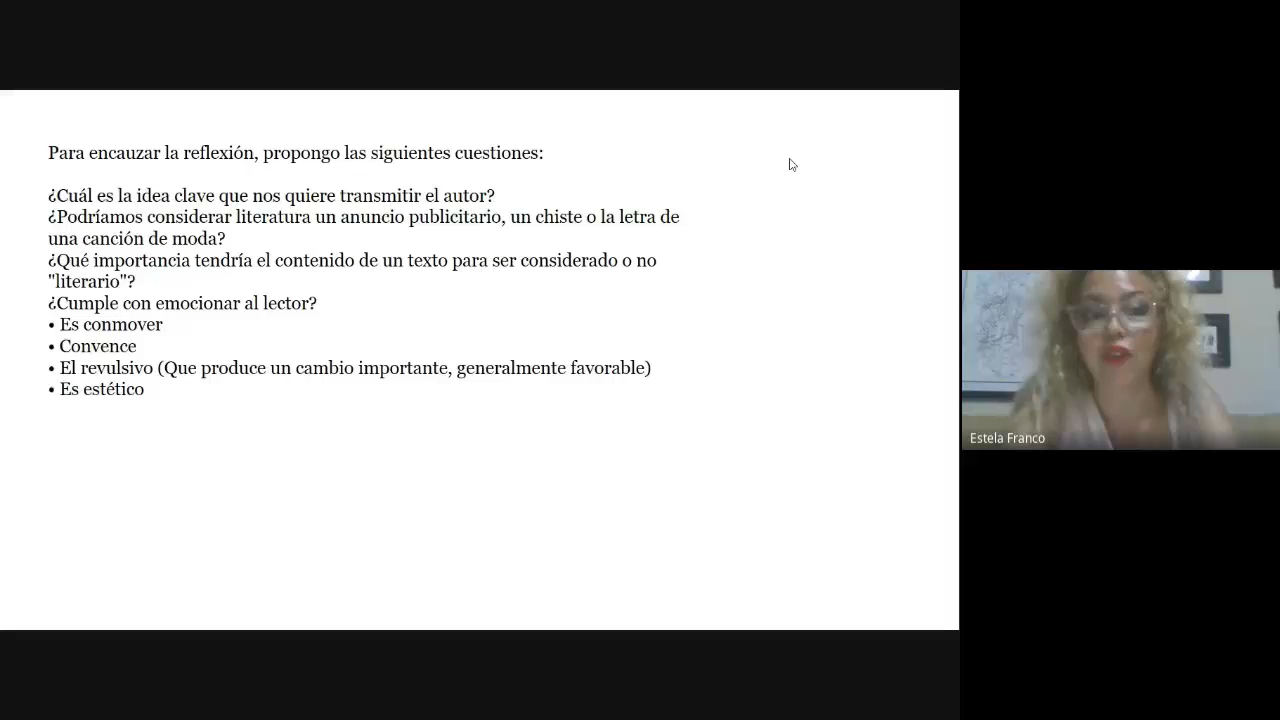 Para encauzar la reflexión, propongo las siguientes cuestiones:
¿Cuál es la idea clave que nos quiere transmitir el autor?
¿Podríamos considerar literatura un anuncio publicitario, un chiste o la letra de
una canción de moda?
¿Qué importancia tendría el contenido de un texto para ser considerado o no
"literario"?
¿Cumple con emocionar al lector?
• Es conmover
• Convence
• El revulsivo (Que produce un cambio importante, generalmente favorable)
• Es estético
Estela Franco